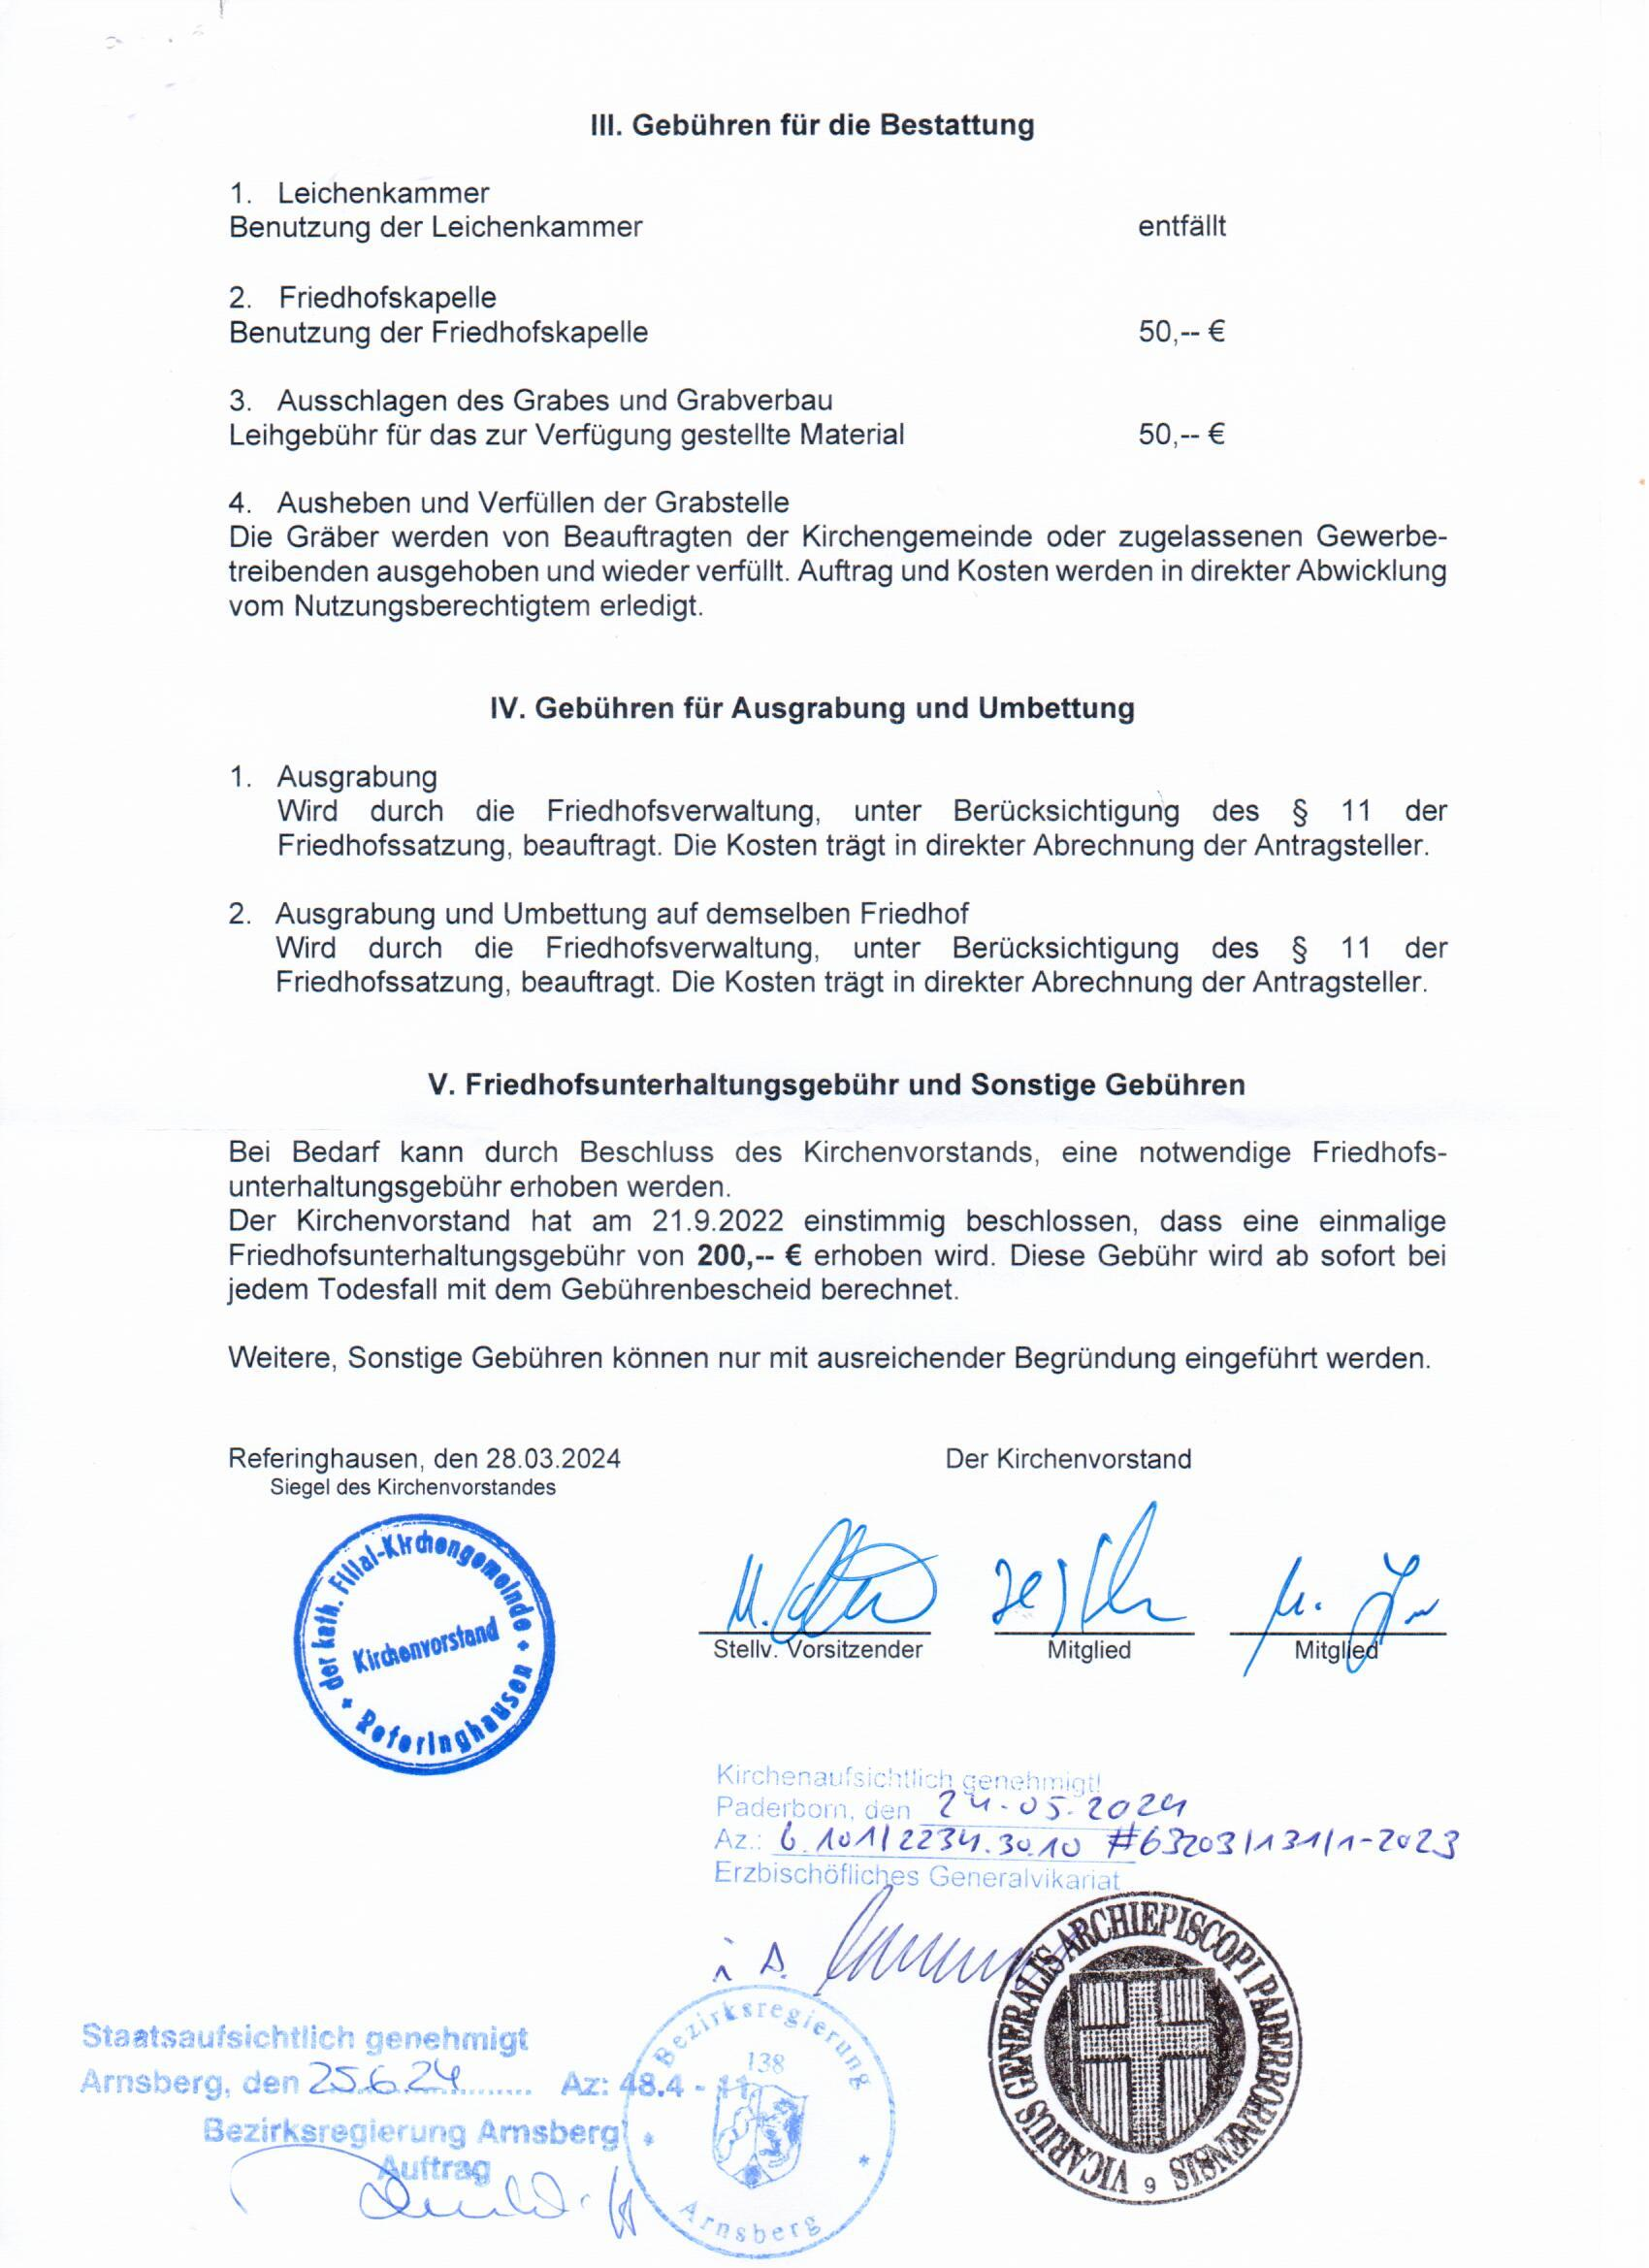 III. Gebühren für die Bestattung
1. Leichenkammer
Benutzung der Leichenkammer entfällt
2. Friedhofskapelle
Benutzung der Friedhofskapelle 50,-- €
3. Ausschlagen des Grabes und Grabverbau
Leihgebühr für das zur Verfügung gestellte Material 50,-- €
4. Ausheben und Verfüllen der Grabstelle
Die Gräber werden von Beauftragten der Kirchengemeinde oder zugelassenen Gewerbe-
treibenden ausgehoben und wieder verfüllt. Auftrag und Kosten werden in direkter Abwicklung
vom Nutzungsberechtigtem erledigt.
IV. Gebühren für Ausgrabung und Umbettung
1. Ausgrabung
Wird durch die Friedhofsverwaltung, unter Berücksichtigung des § 11 der
Friedhofssatzung, beauftragt. Die Kosten trägt in direkter Abrechnung der Antragsteller.
2. Ausgrabung und Umbettung auf demselben Friedhof
Wird durch die Friedhofsverwaltung, unter Berücksichtigung des § 11 der
Friedhofssatzung, beauftragt. Die Kosten trägt in direkter Abrechnung der Antragsteller.
V. Friedhofsunterhaltungsgebühr und Sonstige Gebühren
Bei Bedarf kann durch Beschluss des Kirchenvorstands, eine notwendige Friedhofs-
unterhaltungsgebühr erhoben werden.
Der Kirchenvorstand hat am 21.9.2022 einstimmig beschlossen, dass eine einmalige
Friedhofsunterhaltungsgebühr von 200,-- € erhoben wird. Diese Gebühr wird ab sofort bei
jedem Todesfall mit dem Gebührenbescheid berechnet.
Weitere, Sonstige Gebühren können nur mit ausreichender Begründung eingeführt werden.
Referinghausen, den 28.03.2024 Der Kirchenvorstand
Siegel des Kirchenvorstandes
der kath. Filial-Kirchengemeinde
Kirchenvorstand
Referinghausen
Stellv. Vorsitzender Mitglied Mitglied
Kirchenaufsichtlich genehmigt!
Paderborn, den 24.05.2024
Az.: 6.101/2234.30.10 #63203/131/1-2023
Erzbischöfliches Generalvikariat
i A.
VICARIUS GENERALIS ARCHIEPISCOPI PADERBORNENSIS
9
Staatsaufsichtlich genehmigt
Arnsberg, den 25.6.24 Az: 48.4 - 11
Bezirksregierung Arnsberg
Auftrag
Bezirksregierung
138
Arnsberg